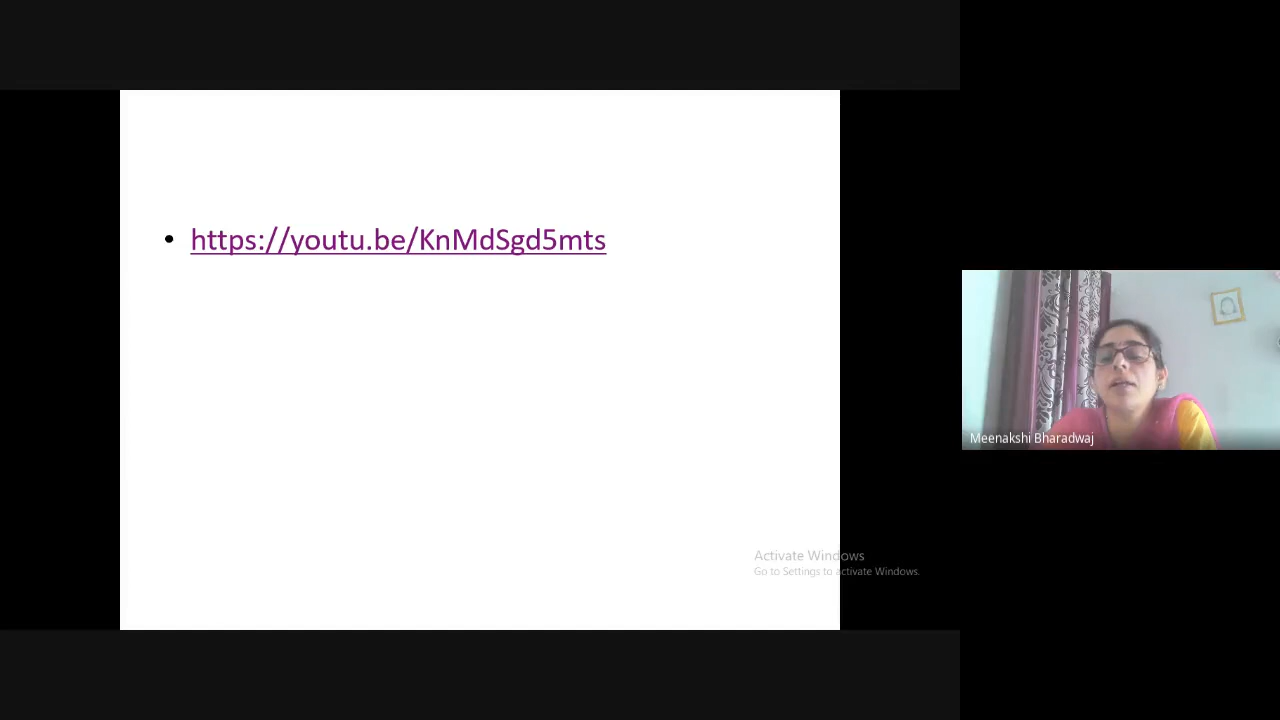 • https://youtu.be/KnMdSgd5mts
Activate Windows
Go to Settings to activate Windows.
Meenakshi Bharadwaj